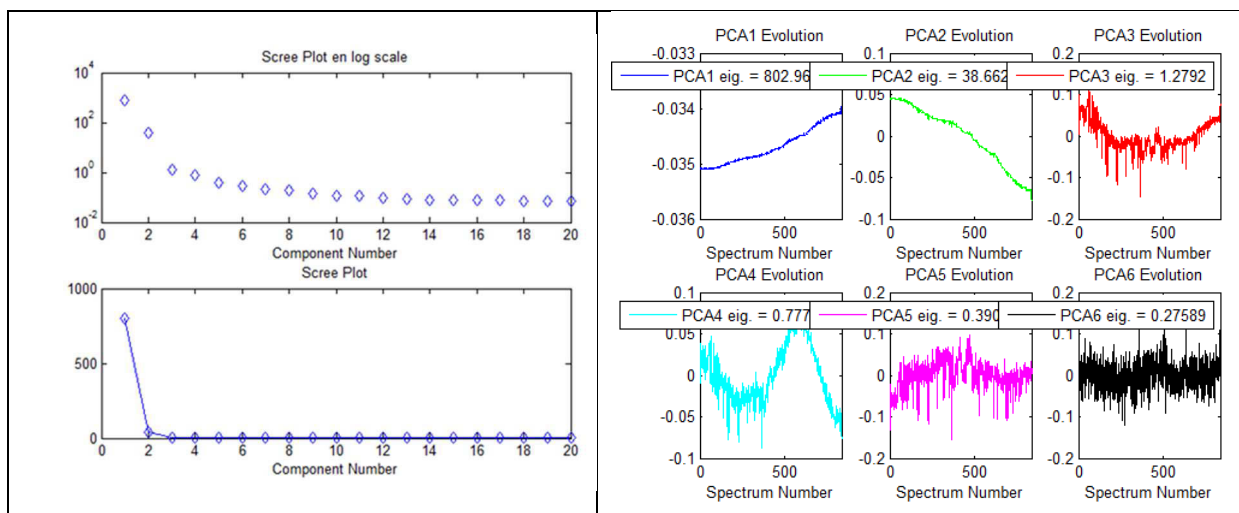 Scree Plot en log scale
10^4
10^2
10^0
10^-2
0 2 4 6 8 10 12 14 16 18 20
Component Number
Scree Plot
1000
500
0
0 2 4 6 8 10 12 14 16 18 20
Component Number
PCA1 Evolution
-0.033
PCA1 eig. = 802.96
-0.034
-0.035
-0.036
0 500
Spectrum Number
PCA2 Evolution
0.1
PCA2 eig. = 38.662
0.05
0
-0.05
-0.1
0 500
Spectrum Number
PCA3 Evolution
0.2
PCA3 eig. = 1.2792
0.1
0
-0.1
-0.2
0 500
Spectrum Number
PCA4 Evolution
0.1
PCA4 eig. = 0.777
0.05
0
-0.05
-0.1
0 500
Spectrum Number
PCA5 Evolution
0.2
PCA5 eig. = 0.390
0.1
0
-0.1
-0.2
0 500
Spectrum Number
PCA6 Evolution
0.2
PCA6 eig. = 0.27589
0.1
0
-0.1
-0.2
0 500
Spectrum Number